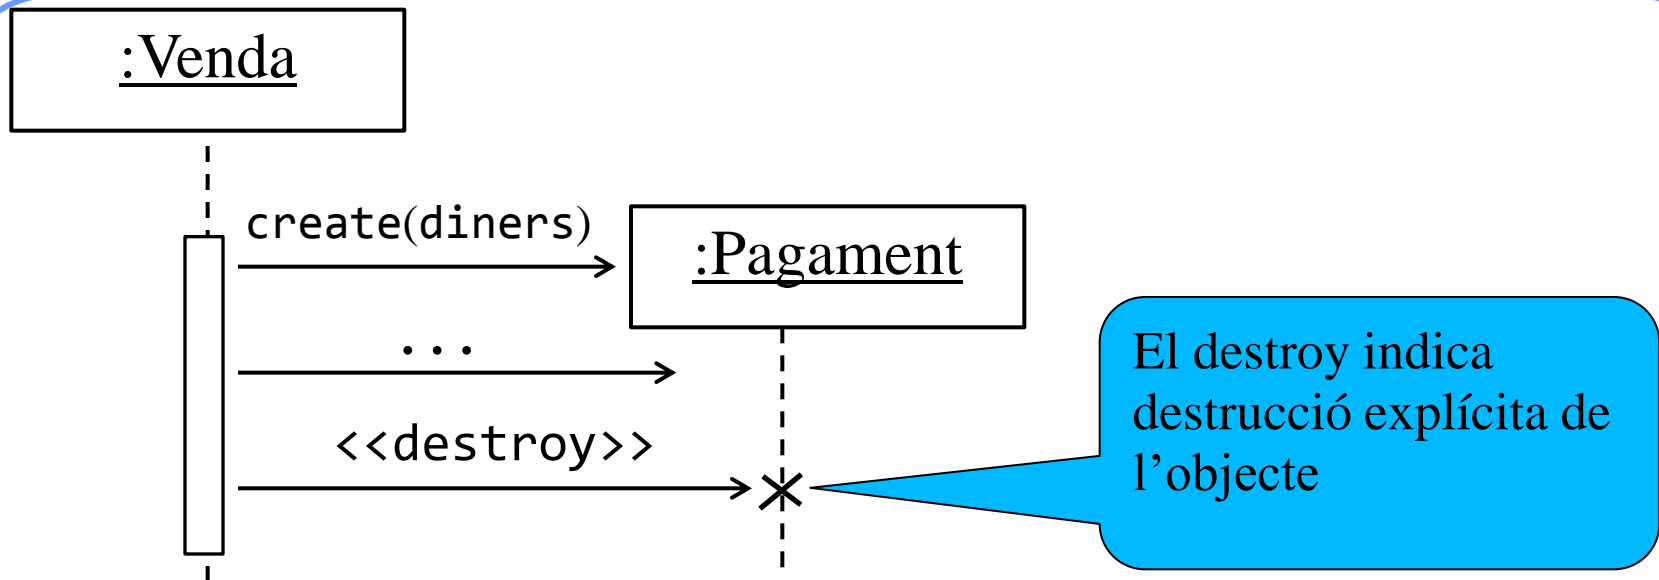 :Venda
create(diners)
:Pagament
...
<<destroy>>
El destroy indica
destrucció explícita de
l’objecte